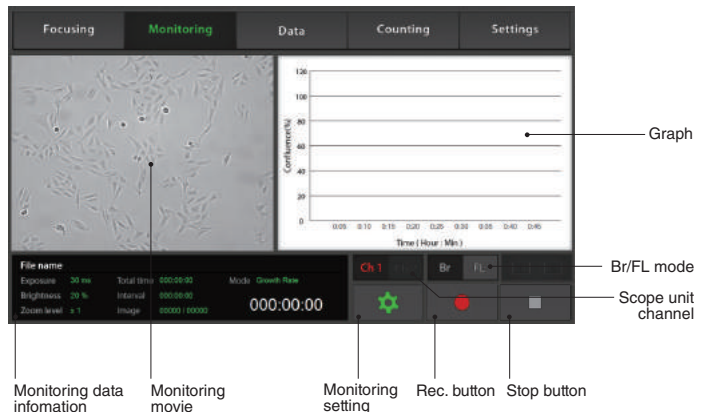 Focusing
Monitoring
Data
Counting
Settings
120
100
80
60
40
20
0
Confluence(%)
0:05 0:10 0:15 0:20 0:25 0:30 0:35 0:40 0:45
Time ( Hour : Min )
Graph
File name
Exposure 30 ms Total time 000:00:00 Mode Growth Rate
Brightness 20 % Interval 000:00:00
Zoom level x 1 Image 00000 / 00000
000:00:00
Ch 1
Br FL
Br/FL mode
Scope unit
channel
Monitoring data
infomation
Monitoring
movie
Monitoring
setting
Rec. button
Stop button